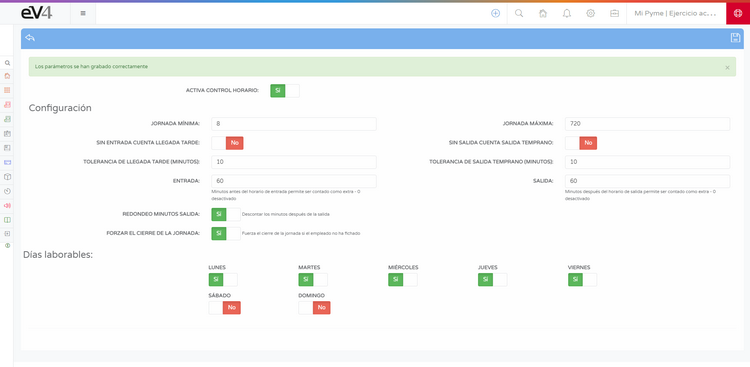 eV4
Mi Pyme | Ejercicio ac...
Los parámetros se han grabado correctamente
×
ACTIVA CONTROL HORARIO: Sí
Configuración
JORNADA MÍNIMA: 8 JORNADA MÁXIMA: 720
SIN ENTRADA CUENTA LLEGADA TARDE: No SIN SALIDA CUENTA SALIDA TEMPRANO: No
TOLERANCIA DE LLEGADA TARDE (MINUTOS): 10 TOLERANCIA DE SALIDA TEMPRANO (MINUTOS): 10
ENTRADA: 60 SALIDA: 60
Minutos antes del horario de entrada permite ser contado como extra - 0 Minutos después del horario de salida permite ser contado como extra - 0
desactivado desactivado
REDONDEO MINUTOS SALIDA: Sí Descontar los minutos después de la salida
FORZAR EL CIERRE DE LA JORNADA: Sí Fuerza el cierre de la jornada si el empleado no ha fichado
Días laborables:
LUNES MARTES MIÉRCOLES JUEVES VIERNES
Sí Sí Sí Sí Sí
SÁBADO DOMINGO
No No